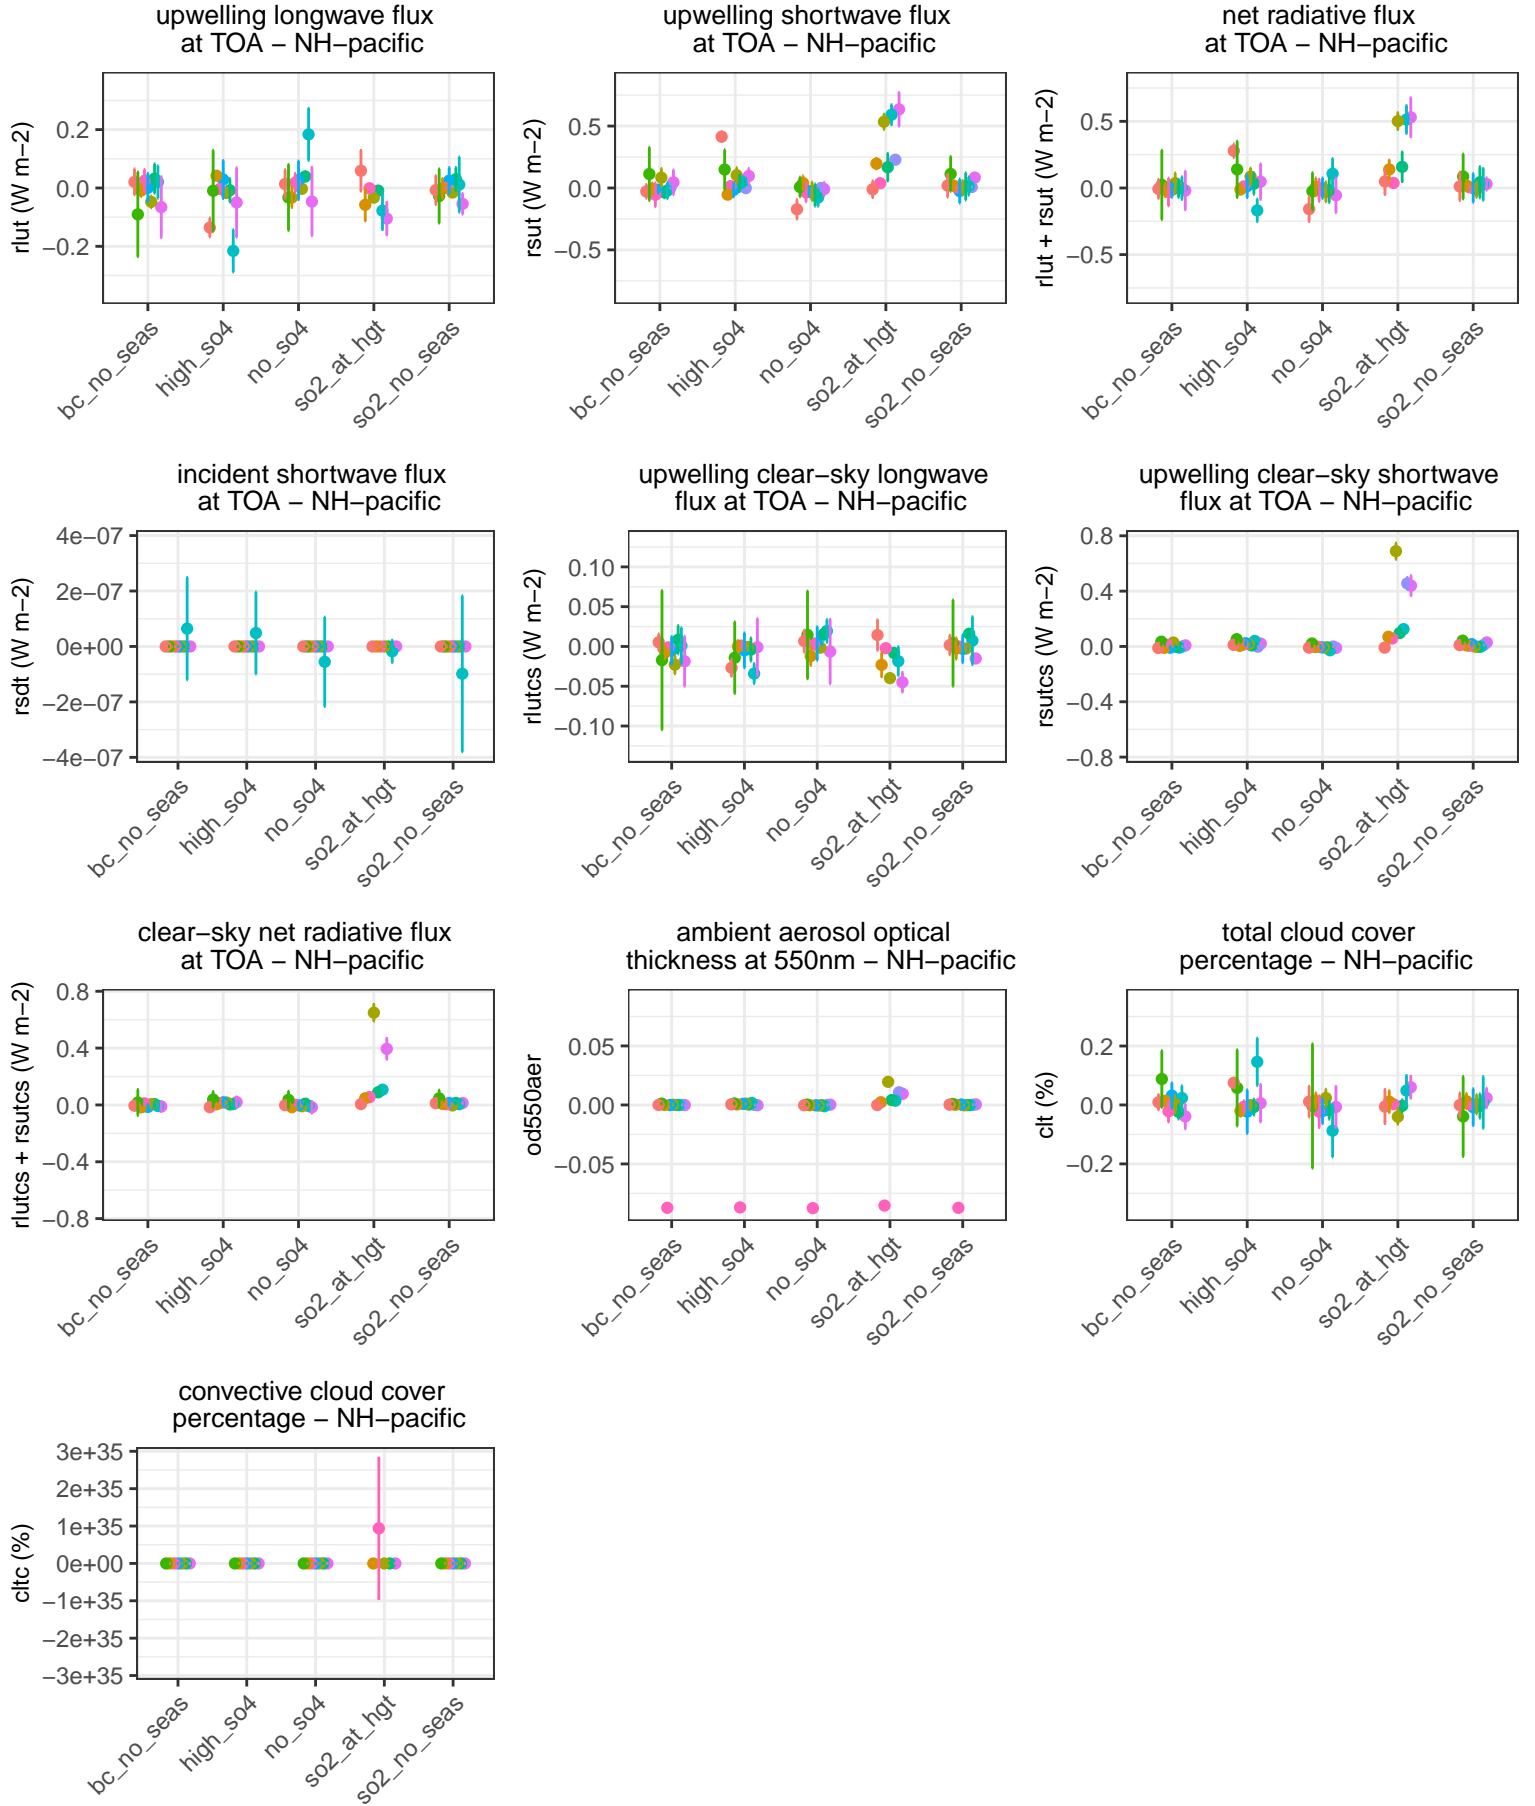 upwelling longwave flux
at TOA − NH−pacific
rlut (W m−2)
0.2
0.0
−0.2
bc_no_seas
high_so4
no_so4
so2_at_hgt
so2_no_seas
upwelling shortwave flux
at TOA − NH−pacific
rsut (W m−2)
0.5
0.0
−0.5
bc_no_seas
high_so4
no_so4
so2_at_hgt
so2_no_seas
net radiative flux
at TOA − NH−pacific
rlut + rsut (W m−2)
0.5
0.0
−0.5
bc_no_seas
high_so4
no_so4
so2_at_hgt
so2_no_seas
incident shortwave flux
at TOA − NH−pacific
rsdt (W m−2)
4e−07
2e−07
0e+00
−2e−07
−4e−07
bc_no_seas
high_so4
no_so4
so2_at_hgt
so2_no_seas
upwelling clear−sky longwave
flux at TOA − NH−pacific
rlutcs (W m−2)
0.10
0.05
0.00
−0.05
−0.10
bc_no_seas
high_so4
no_so4
so2_at_hgt
so2_no_seas
upwelling clear−sky shortwave
flux at TOA − NH−pacific
rsutcs (W m−2)
0.8
0.4
0.0
−0.4
−0.8
bc_no_seas
high_so4
no_so4
so2_at_hgt
so2_no_seas
clear−sky net radiative flux
at TOA − NH−pacific
rlutcs + rsutcs (W m−2)
0.8
0.4
0.0
−0.4
−0.8
bc_no_seas
high_so4
no_so4
so2_at_hgt
so2_no_seas
ambient aerosol optical
thickness at 550nm − NH−pacific
od550aer
0.05
0.00
−0.05
bc_no_seas
high_so4
no_so4
so2_at_hgt
so2_no_seas
total cloud cover
percentage − NH−pacific
clt (%)
0.2
0.0
−0.2
bc_no_seas
high_so4
no_so4
so2_at_hgt
so2_no_seas
convective cloud cover
percentage − NH−pacific
cltc (%)
3e+35
2e+35
1e+35
0e+00
−1e+35
−2e+35
−3e+35
bc_no_seas
high_so4
no_so4
so2_at_hgt
so2_no_seas